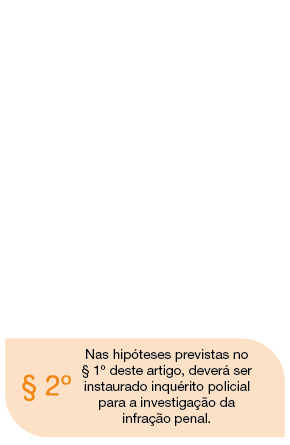 § 2º
Nas hipóteses previstas no
§ 1º deste artigo, deverá ser
instaurado inquérito policial
para a investigação da
infração penal.